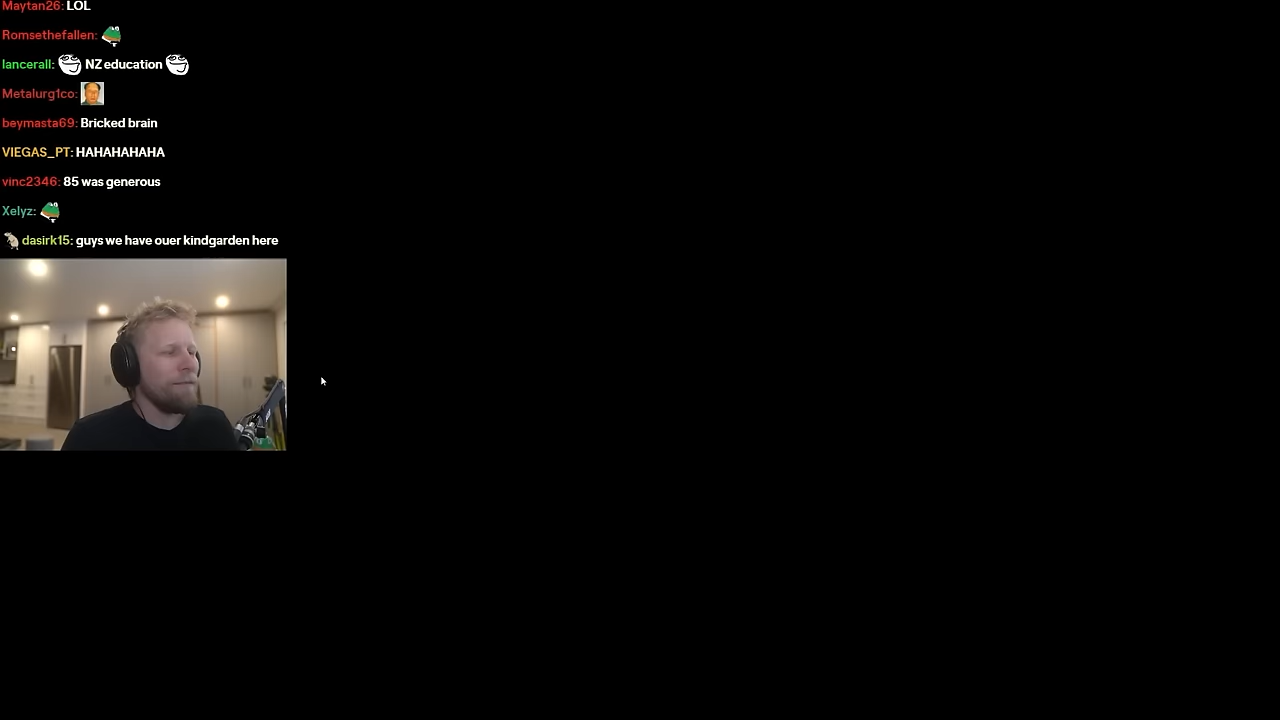 Maytan26: LOL
Romsethefallen:
lancerall: NZ education
Metalurg1co:
beymasta69: Bricked brain
VIEGAS_PT: HAHAHAHAHA
vinc2346: 85 was generous
Xelyz:
dasirk15: guys we have ouer kindgarden here